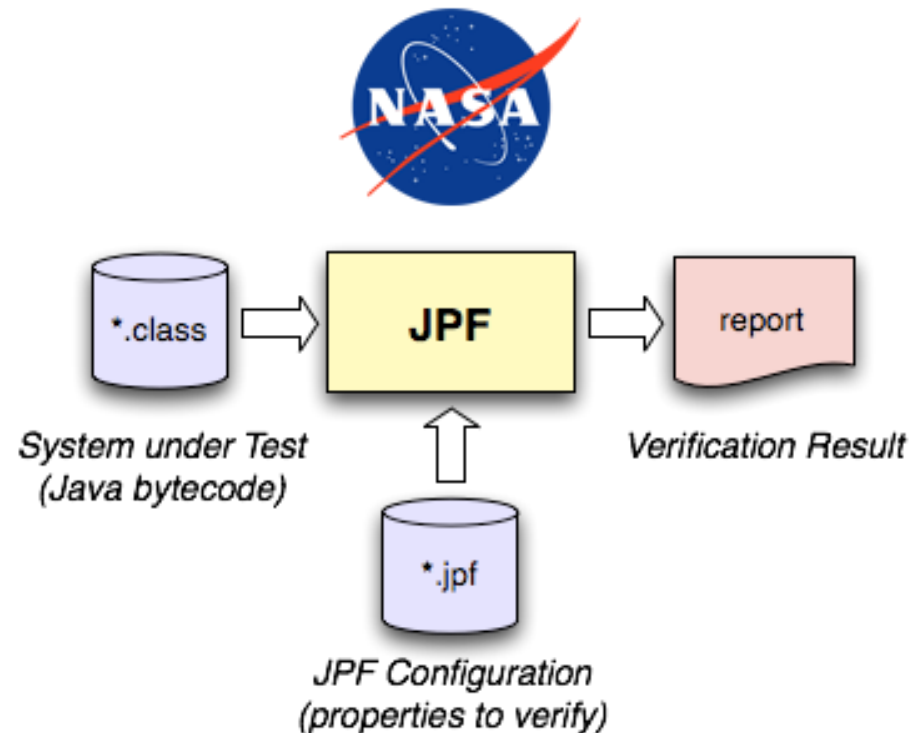 NASA
*.class
JPF
report
System under Test
(Java bytecode)
Verification Result
*.jpf
JPF Configuration
(properties to verify)